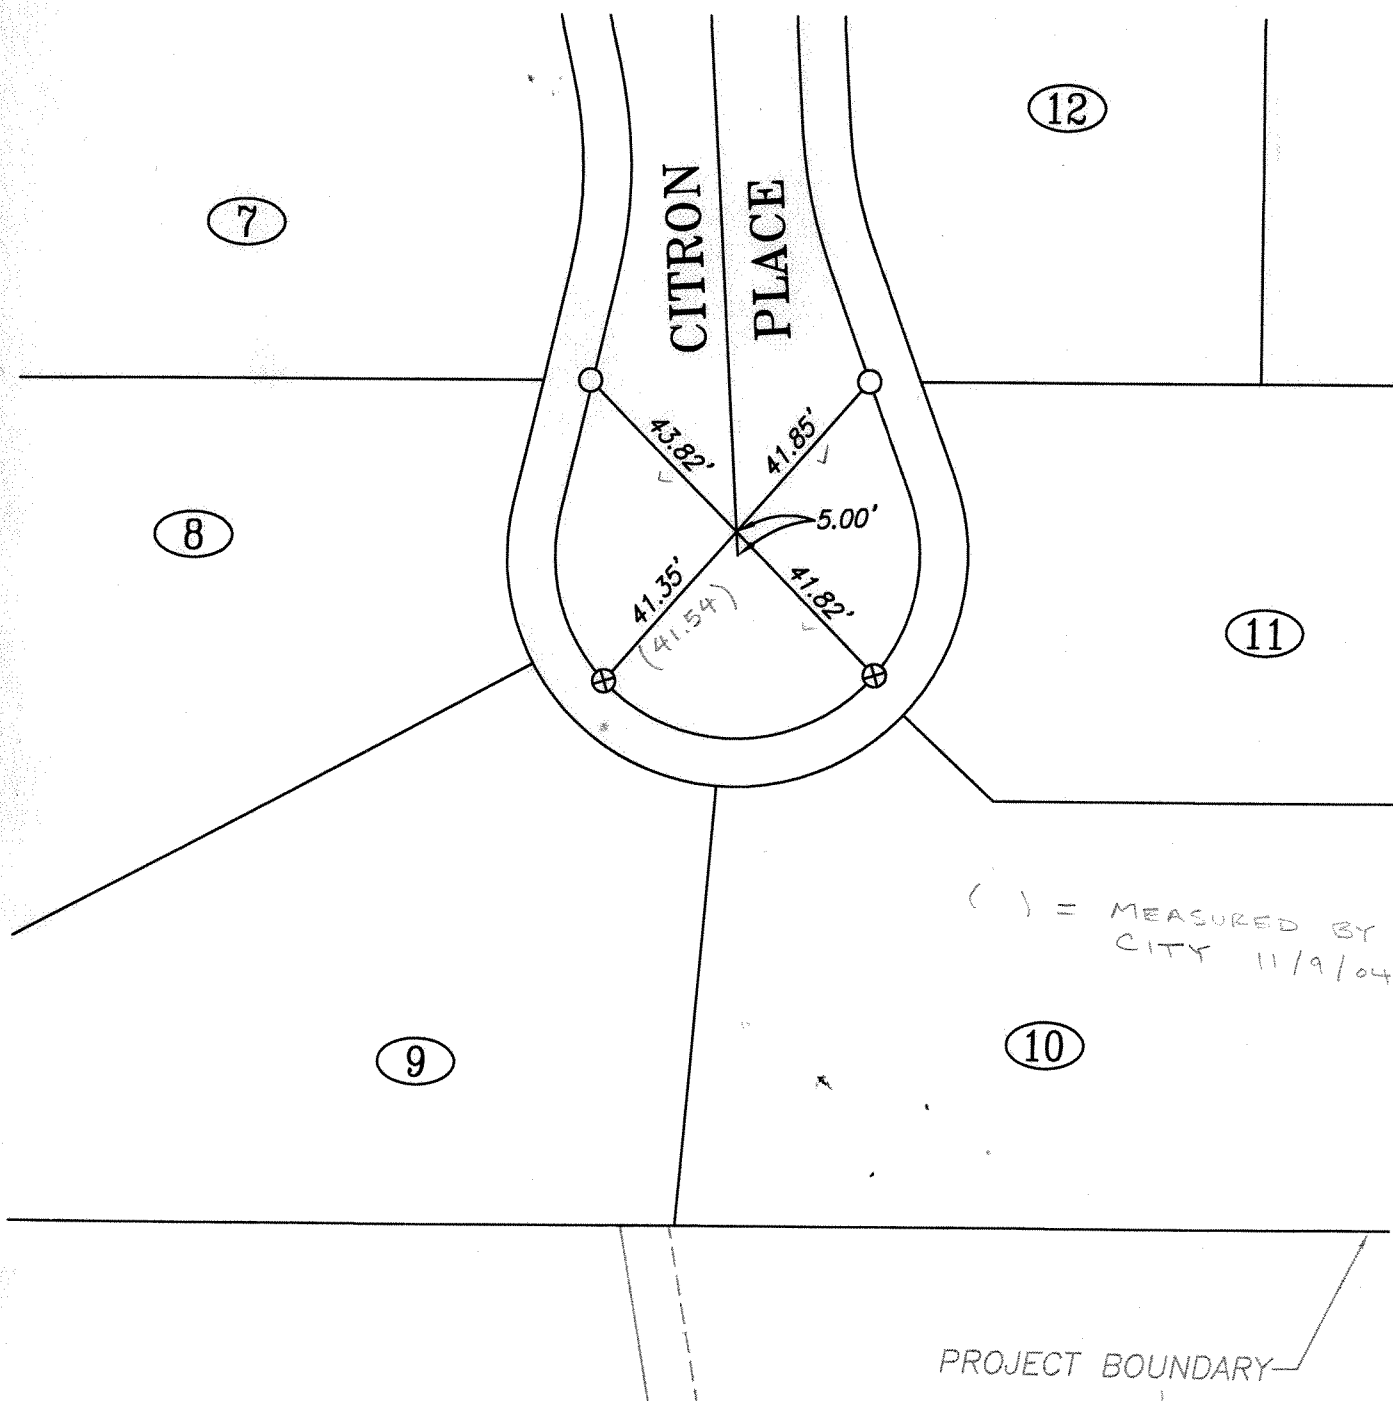 12
7
CITRON
PLACE
43.82'
41.85'
5.00'
8
41.35'
(41.54)
41.82'
11
( ) = MEASURED BY
CITY 11/9/04
9
10
PROJECT BOUNDARY